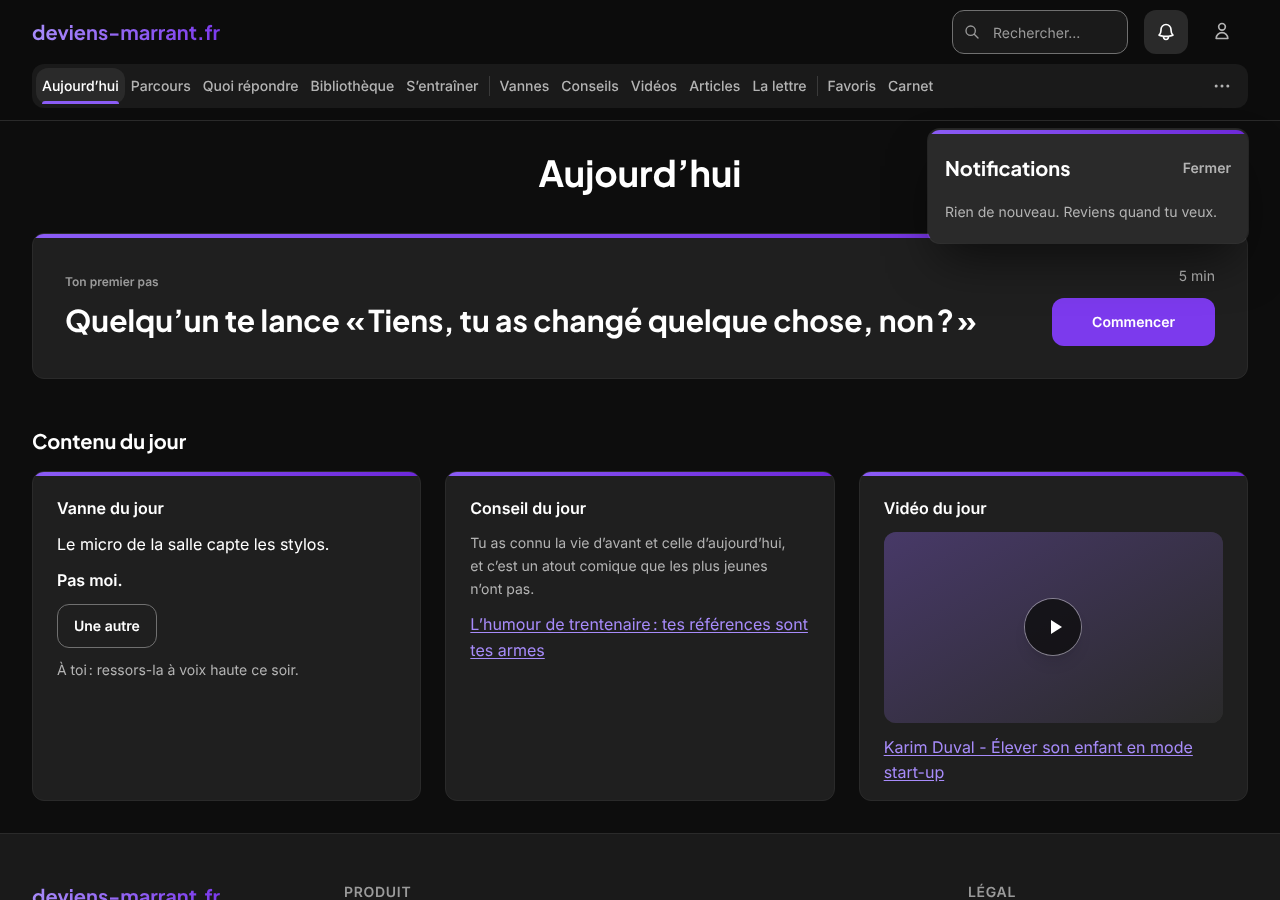 deviens-marrant.fr
Rechercher...
Aujourd’hui Parcours Quoi répondre Bibliothèque S’entraîner Vannes Conseils Vidéos Articles La lettre Favoris Carnet
Notifications
Fermer
Rien de nouveau. Reviens quand tu veux.
Aujourd’hui
Ton premier pas
Quelqu’un te lance « Tiens, tu as changé quelque chose, non ? »
5 min
Commencer
Contenu du jour
Vanne du jour
Le micro de la salle capte les stylos.
Pas moi.
Une autre
À toi : ressors-la à voix haute ce soir.
Conseil du jour
Tu as connu la vie d’avant et celle d’aujourd’hui,
et c’est un atout comique que les plus jeunes
n’ont pas.
L’humour de trentenaire : tes références sont
tes armes
Vidéo du jour
Karim Duval - Élever son enfant en mode
start-up
deviens-marrant.fr
PRODUIT
LÉGAL